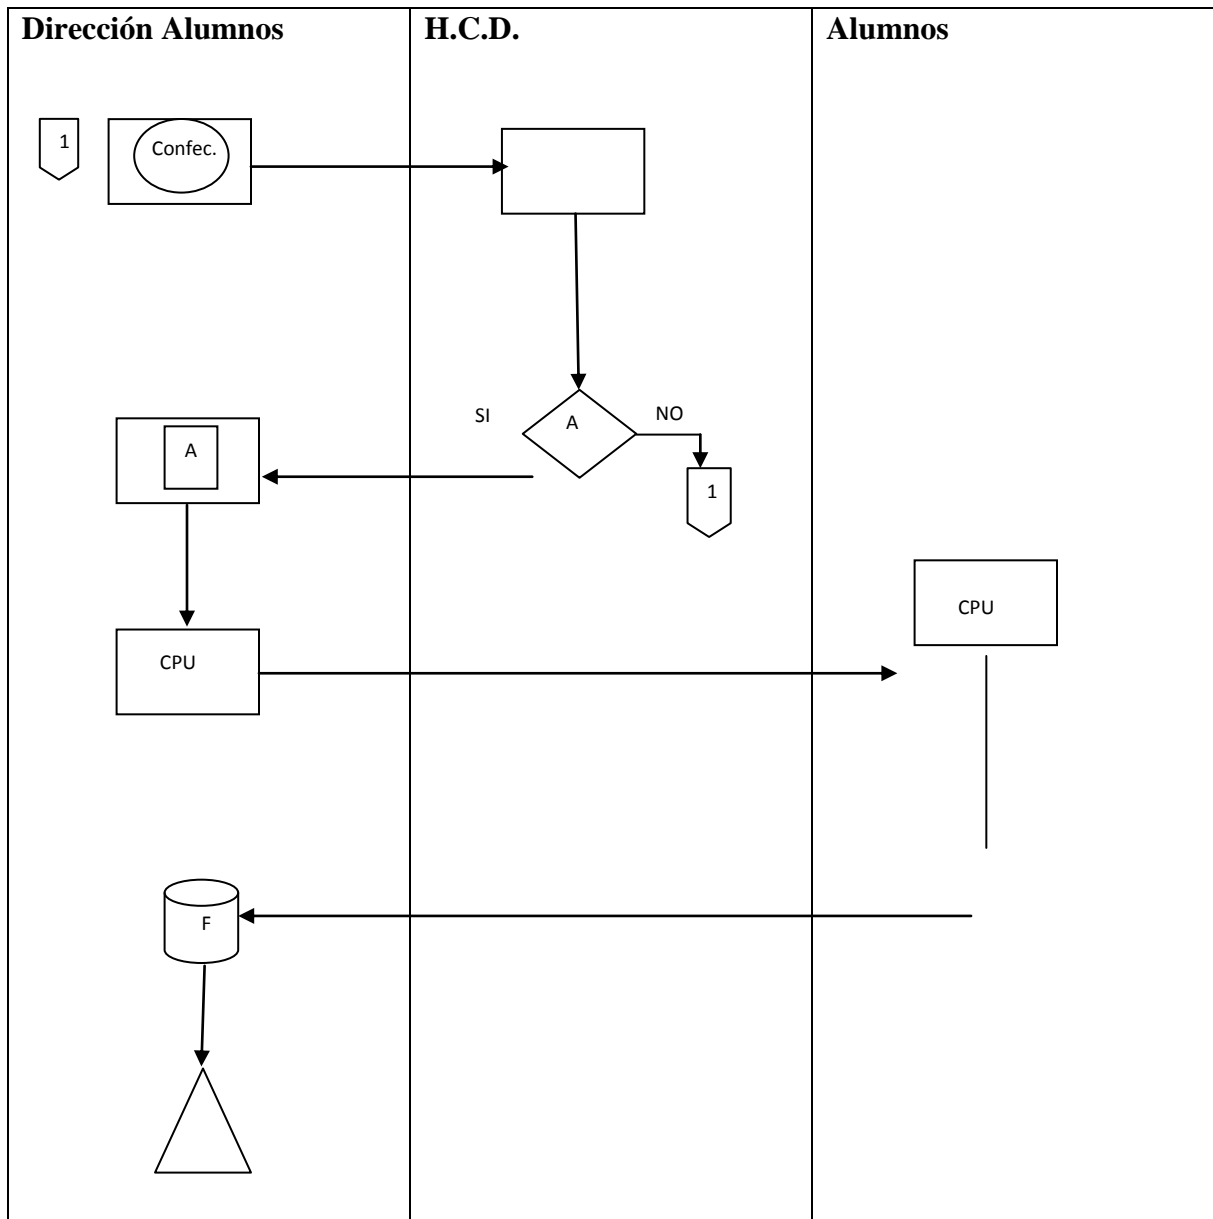 Dirección Alumnos
H.C.D.
Alumnos
1
Confec.
SI
A
NO
A
1
CPU
CPU
F